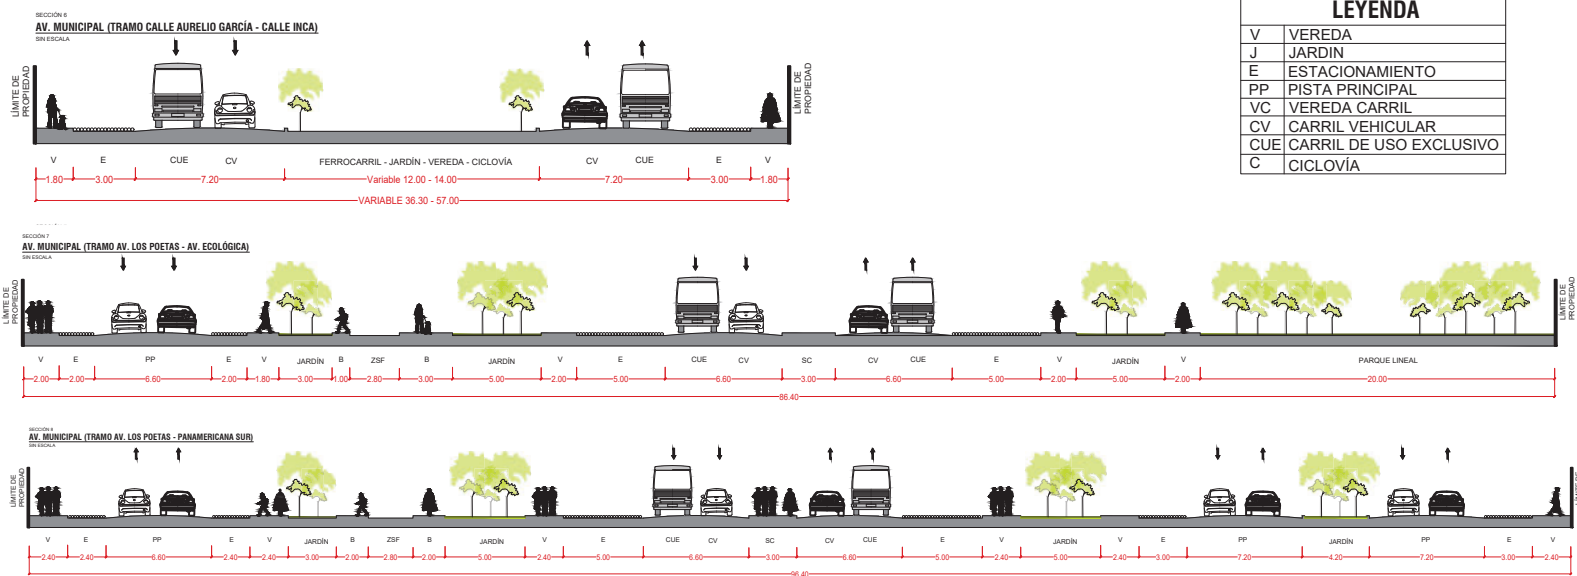 SECCIÓN 6
AV. MUNICIPAL (TRAMO CALLE AURELIO GARCÍA - CALLE INCA)
SIN ESCALA
LÍMITE DE PROPIEDAD
LÍMITE DE PROPIEDAD
V E CUE CV FERROCARRIL - JARDÍN - VEREDA - CICLOVÍA CV CUE E V
1.80 3.00 7.20 Variable 12.00 - 14.00 7.20 3.00 1.80
VARIABLE 36.30 - 57.00
LEYENDA
V VEREDA
J JARDIN
E ESTACIONAMIENTO
PP PISTA PRINCIPAL
VC VEREDA CARRIL
CV CARRIL VEHICULAR
CUE CARRIL DE USO EXCLUSIVO
C CICLOVÍA
SECCIÓN 7
AV. MUNICIPAL (TRAMO AV. LOS POETAS - AV. ECOLÓGICA)
SIN ESCALA
LÍMITE DE PROPIEDAD
LÍMITE DE PROPIEDAD
V E PP E V JARDÍN B ZSF B JARDÍN V E CUE CV SC CV CUE E V JARDÍN V PARQUE LINEAL
2.00 2.00 6.60 2.00 1.80 3.00 1.00 2.80 3.00 5.00 2.00 5.00 6.60 3.00 6.60 5.00 2.00 5.00 2.00 20.00
86.40
SECCIÓN 8
AV. MUNICIPAL (TRAMO AV. LOS POETAS - PANAMERICANA SUR)
SIN ESCALA
LÍMITE DE PROPIEDAD
V E PP E V JARDÍN B ZSF B JARDÍN V E CUE CV SC CV CUE E V JARDÍN V E PP JARDÍN PP E V
2.40 2.40 6.60 2.40 2.40 3.00 2.00 2.80 2.00 5.00 2.40 5.00 6.60 3.00 6.60 5.00 2.40 5.00 2.40 3.00 7.20 4.20 7.20 3.00 2.40
96.40